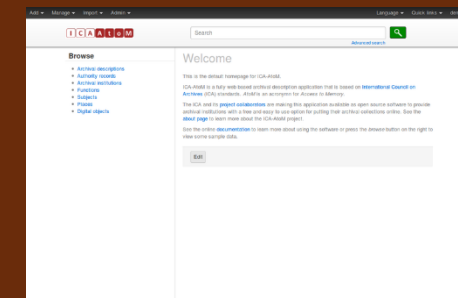 Add Manage Import Admin Language Quick links
ICA AtoM
Search
Advanced search
Browse
Archival descriptions
Authority records
Archival institutions
Functions
Subjects
Places
Digital objects
Welcome
This is the default homepage for ICA-AtoM.
ICA-AtoM is a fully web based archival description application that is based on International Council on
Archives (ICA) standards. AtoM is an acronym for Access to Memory.
The ICA and its project collaborators are making this application available as open source software to provide
archival institutions with a free and easy to use option for putting their archival collections online. See the
about page to learn more about the ICA-AtoM project.
See the online documentation to learn more about using the software or press the browse button on the right to
view some sample data.
Edit